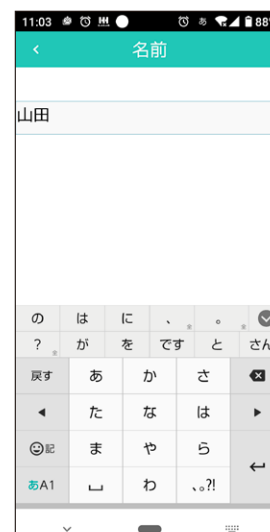 11:03 あ 88%
名前
山田
の は に 、 。
? が を です と さん
戻す あ か さ
た な は
記 ま や ら
あA1 わ 、。?!